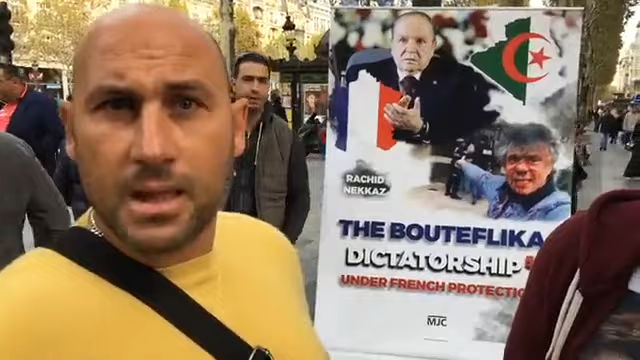 RACHID
NEKKAZ
THE BOUTEFLIKA
DICTATORSHIP
UNDER FRENCH PROTECTION
MJC